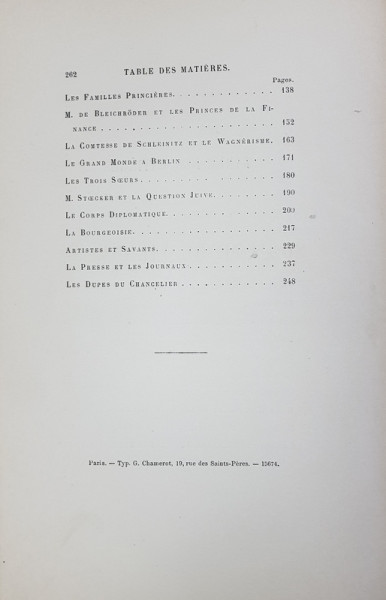 262 TABLE DES MATIÈRES.
Pages.
LES FAMILLES PRINCIÈRES. . . . . . . . . . . . . 138
M. DE BLEICHRÖDER ET LES PRINCES DE LA FI-
NANCE . . . . . . . . . . . . . . . . . . . . 152
LA COMTESSE DE SCHLEINITZ ET LE WAGNÉRISME. 163
LE GRAND MONDE A BERLIN . . . . . . . . . . . . 171
LES TROIS SŒURS. . . . . . . . . . . . . . . . . 180
M. STŒCKER ET LA QUESTION JUIVE. . . . . . . . . 190
LE CORPS DIPLOMATIQUE. . . . . . . . . . . . . . 200
LA BOURGEOISIE. . . . . . . . . . . . . . . . . . 217
ARTISTES ET SAVANTS. . . . . . . . . . . . . . . 229
LA PRESSE ET LES JOURNAUX . . . . . . . . . . . 237
LES DUPES DU CHANCELIER . . . . . . . . . . . . 248
Paris. — Typ. G. Chamerot, 19, rue des Saints-Pères. — 15674.